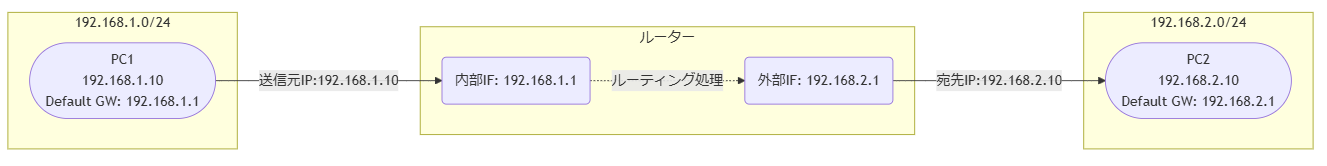 192.168.1.0/24
PC1
192.168.1.10
Default GW: 192.168.1.1
送信元IP:192.168.1.10
ルーター
内部IF: 192.168.1.1
ルーティング処理
外部IF: 192.168.2.1
宛先IP:192.168.2.10
192.168.2.0/24
PC2
192.168.2.10
Default GW: 192.168.2.1